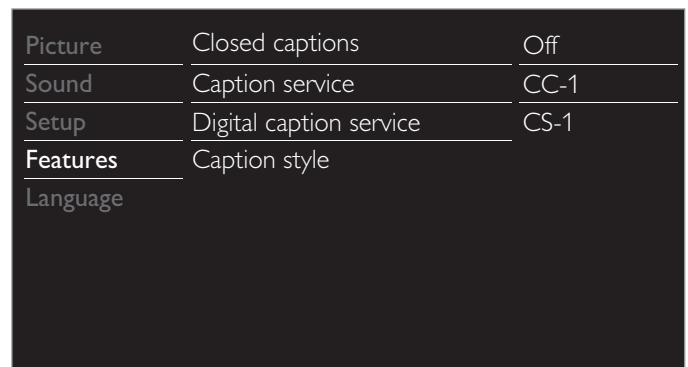 Picture Closed captions Off
Sound Caption service CC-1
Setup Digital caption service CS-1
Features Caption style
Language